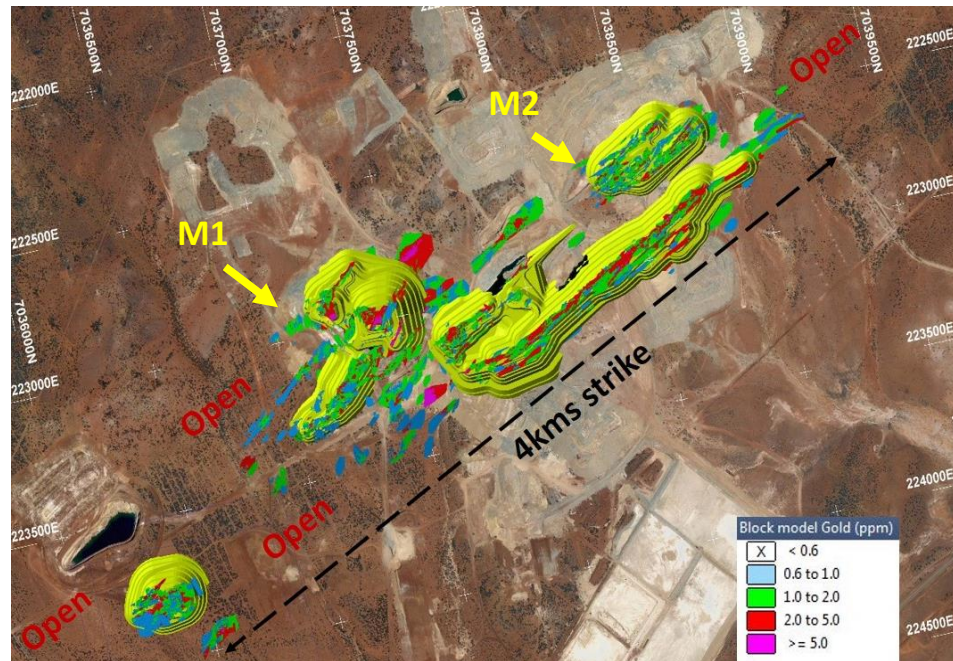 7036500N
7037000N
7037500N
7038000N
7038500N
7039000N
7039500N
222500E
222000E
Open
M2
223000E
M1
222500E
7036000N
223500E
223000E
Open
4kms strike
224000E
223500E
Open
Open
224500E
Block model Gold (ppm)
X < 0.6
0.6 to 1.0
1.0 to 2.0
2.0 to 5.0
>= 5.0